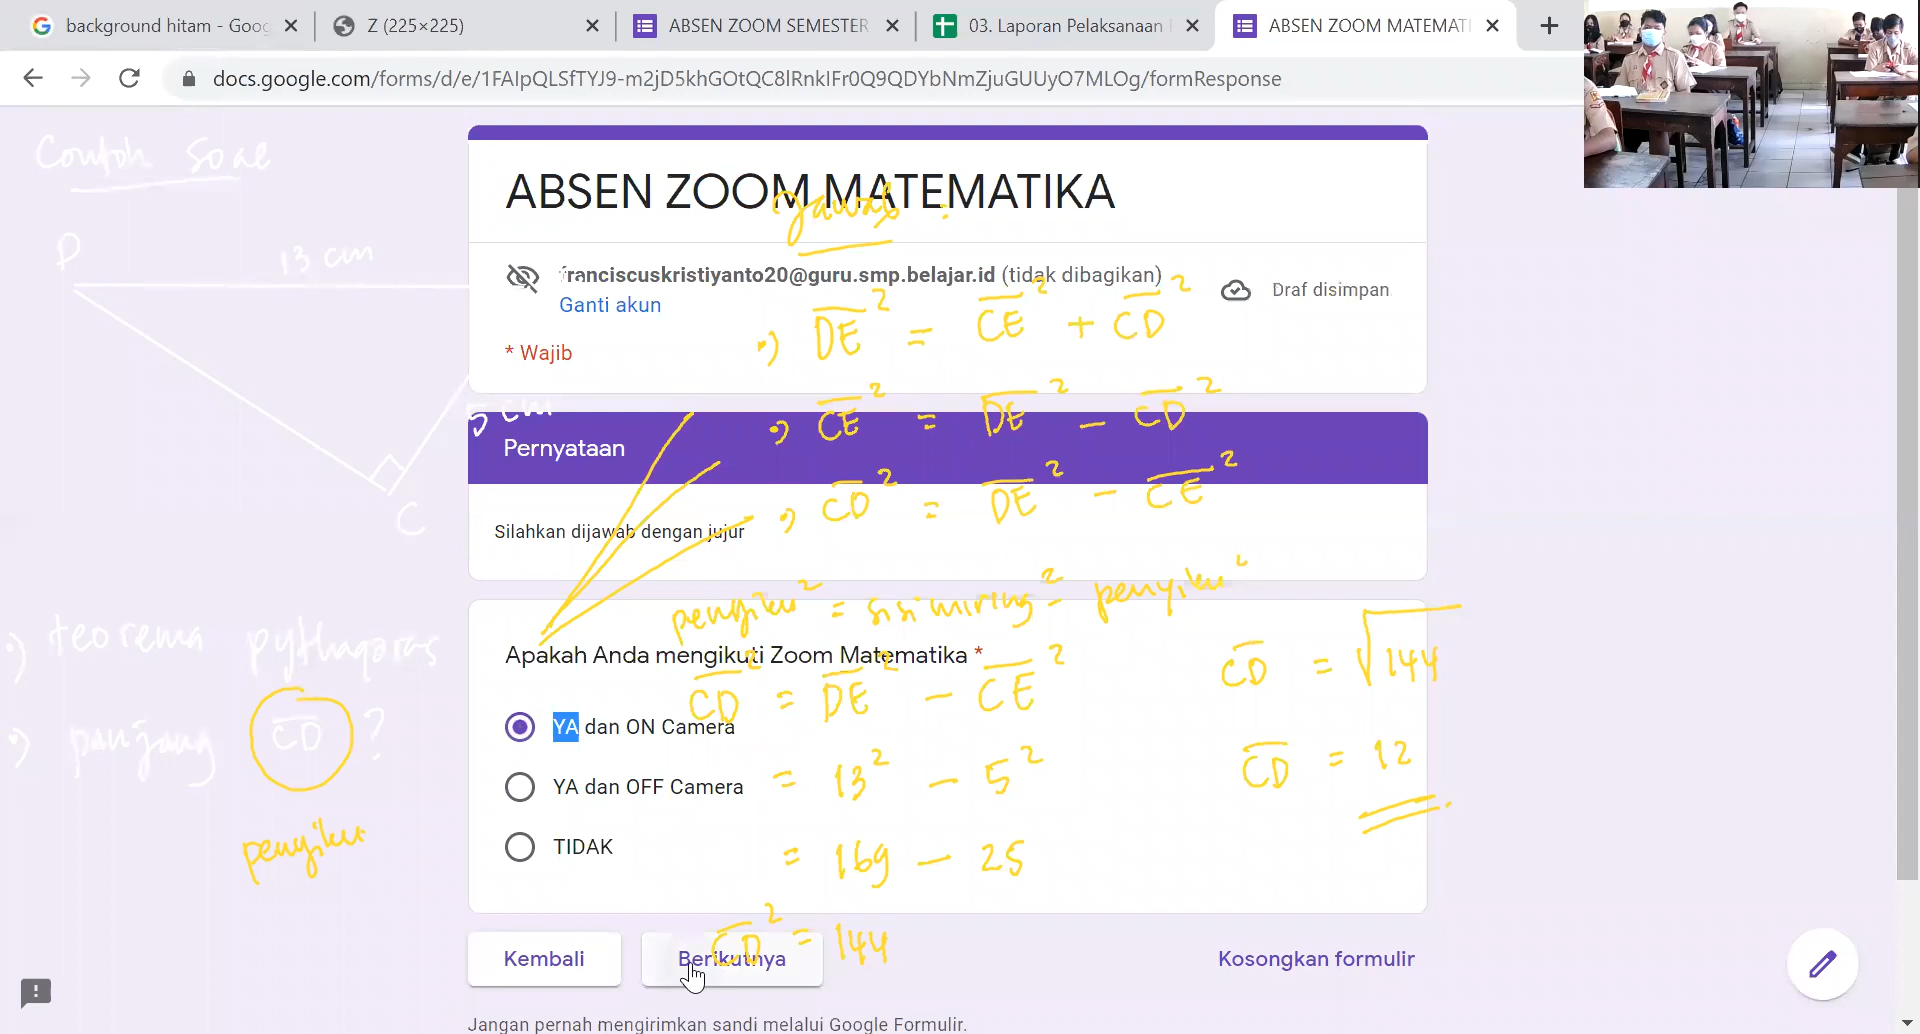 background hitam - Goog
Z (225×225)
ABSEN ZOOM SEMESTER
03. Laporan Pelaksanaan
ABSEN ZOOM MATEMATI
docs.google.com/forms/d/e/1FAIpQLSfTYJ9-m2jD5khGOtQC8lRnkIFr0Q9QDYbNmZjuGUUyO7MLOg/formResponse
Contoh soal
D
13 cm
5 cm
C
:) teorema pythagoras
:) panjang CD ?
penyiku
ABSEN ZOOM MATEMATIKA
Jawab :
franciscuskristiyanto20@guru.smp.belajar.id (tidak dibagikan)
Ganti akun
Draf disimpan
* Wajib
•) DE² = CE² + CD²
•) CE² = DE² - CD²
Pernyataan
•) CD² = DE² - CE²
Silahkan dijawab dengan jujur
penyiku² = sisi miring² - penyiku²
Apakah Anda mengikuti Zoom Matematika *
CD² = DE² - CE²
YA dan ON Camera
= 13² - 5²
YA dan OFF Camera
= 169 - 25
TIDAK
CD² = 144
CD = √144
CD = 12
Kembali
Berikutnya
Kosongkan formulir
Jangan pernah mengirimkan sandi melalui Google Formulir.